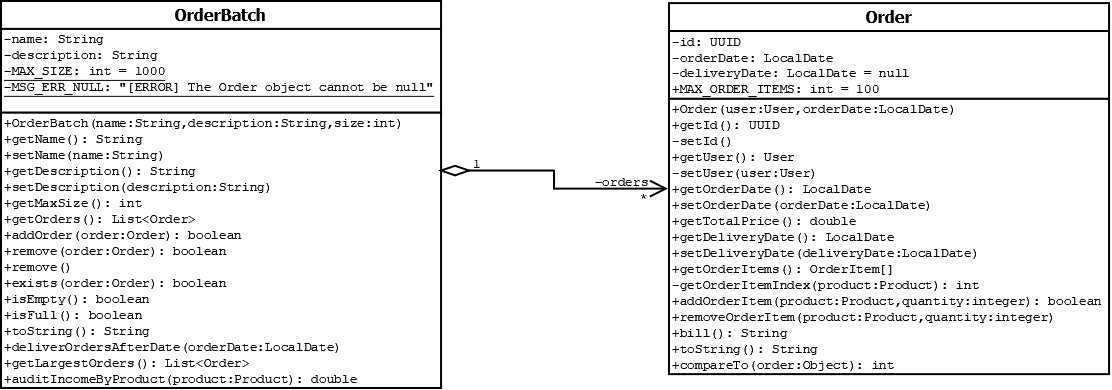 OrderBatch
-name: String
-description: String
-MAX_SIZE: int = 1000
-MSG_ERR_NULL: "[ERROR] The Order object cannot be null"
+OrderBatch(name:String,description:String,size:int)
+getName(): String
+setName(name:String)
+getDescription(): String
+setDescription(description:String)
+getMaxSize(): int
+getOrders(): List<Order>
+addOrder(order:Order): boolean
+remove(order:Order): boolean
+remove()
+exists(order:Order): boolean
+isEmpty(): boolean
+isFull(): boolean
+toString(): String
+deliverOrdersAfterDate(orderDate:LocalDate)
+getLargestOrders(): List<Order>
+auditIncomeByProduct(product:Product): double
1
-orders
*
Order
-id: UUID
-orderDate: LocalDate
-deliveryDate: LocalDate = null
+MAX_ORDER_ITEMS: int = 100
+Order(user:User,orderDate:LocalDate)
+getId(): UUID
-setId()
+getUser(): User
-setUser(user:User)
+getOrderDate(): LocalDate
+setOrderDate(orderDate:LocalDate)
+getTotalPrice(): double
+getDeliveryDate(): LocalDate
+setDeliveryDate(deliveryDate:LocalDate)
+getOrderItems(): OrderItem[]
-getOrderItemIndex(product:Product): int
+addOrderItem(product:Product,quantity:integer): boolean
+removeOrderItem(product:Product,quantity:integer)
+bill(): String
+toString(): String
+compareTo(order:Object): int